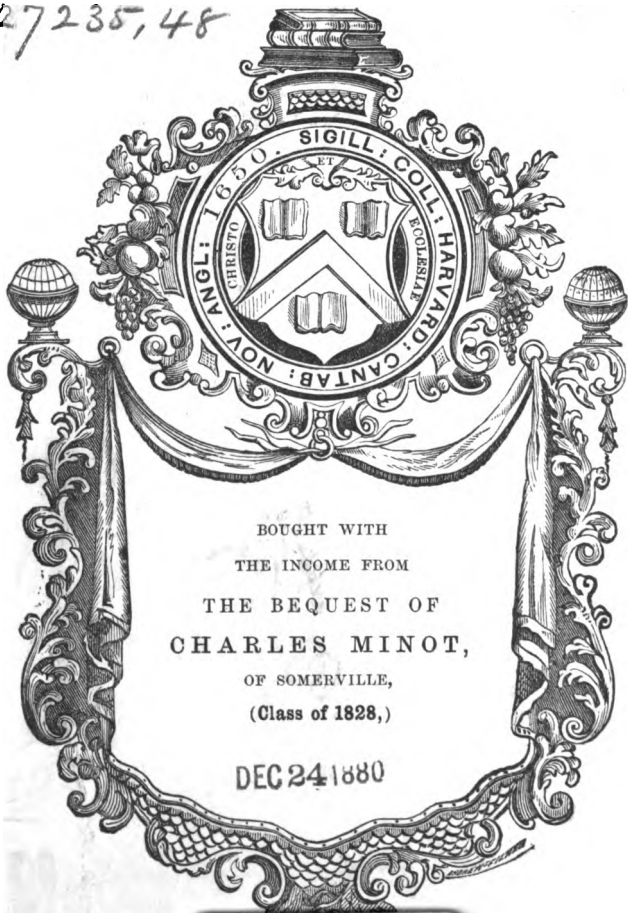 27235,48
1650. SIGILL: COLL: HARVARD: CANTAB: NOV: ANGL:
ET
CHRISTO
ECCLESIAE
BOUGHT WITH
THE INCOME FROM
THE BEQUEST OF
CHARLES MINOT,
OF SOMERVILLE,
(Class of 1828,)
DEC 24 1880